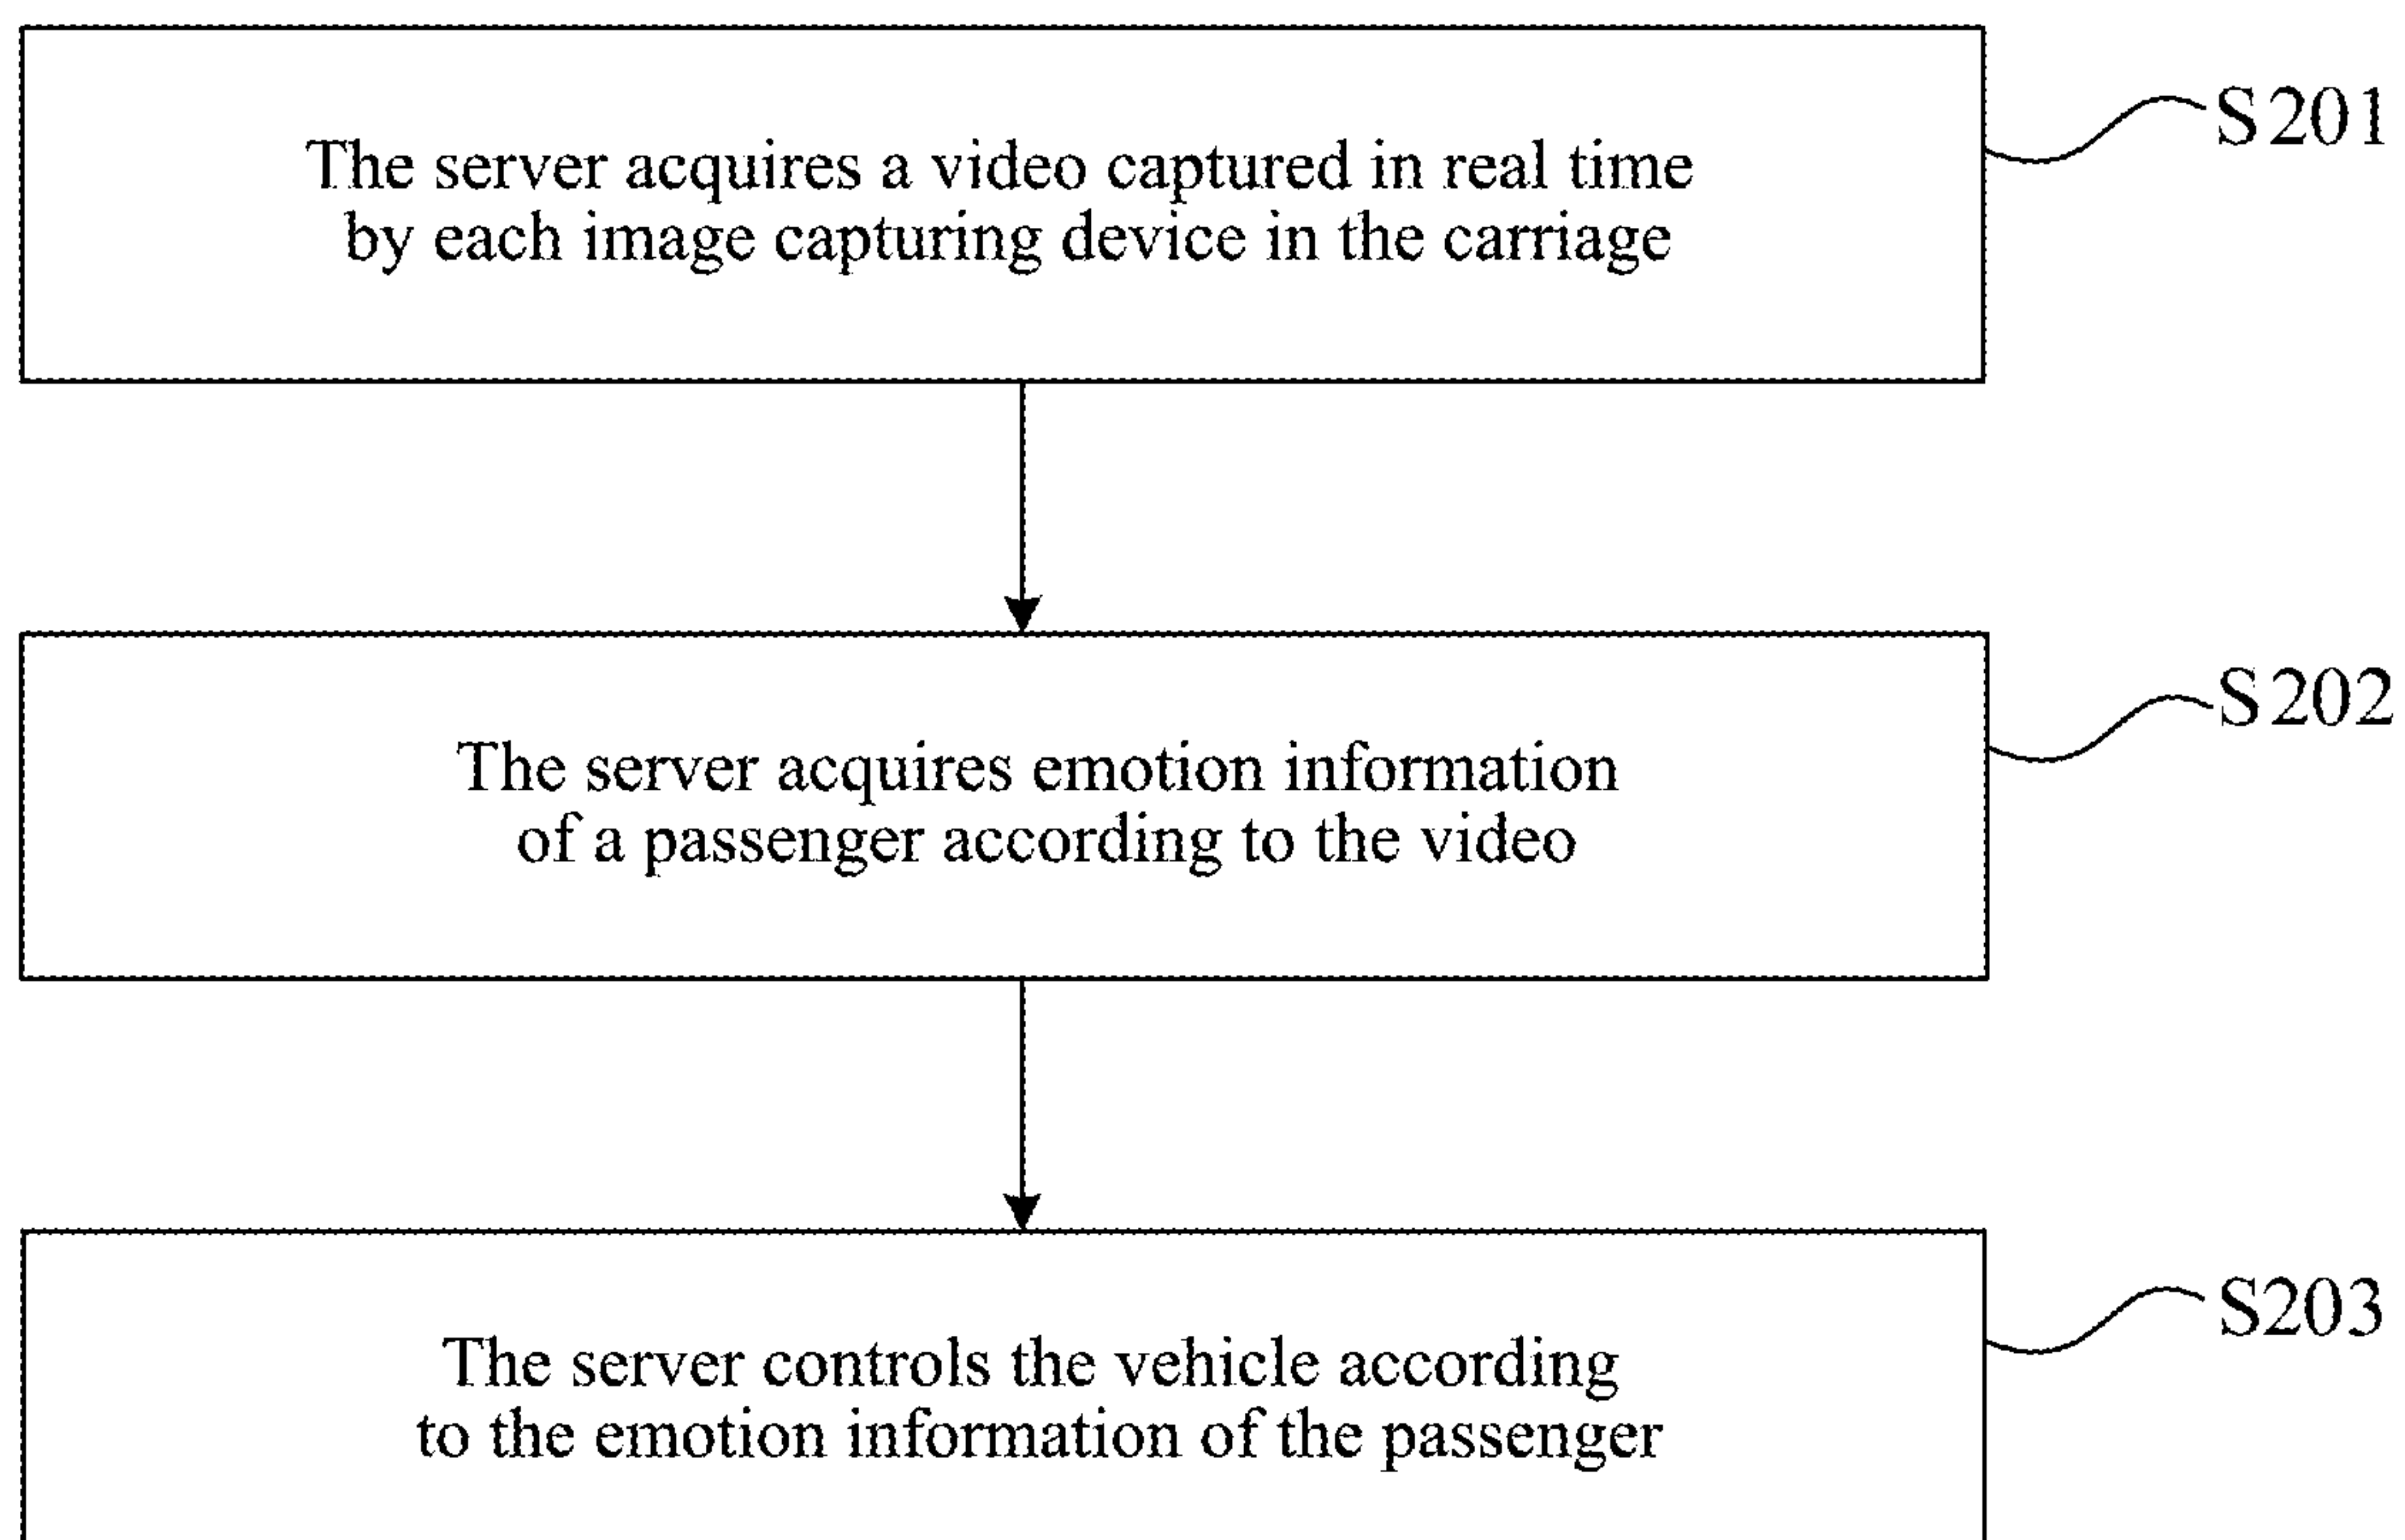 The server acquires a video captured in real time
by each image capturing device in the carriage
S201
The server acquires emotion information
of a passenger according to the video
S202
The server controls the vehicle according
to the emotion information of the passenger
S203